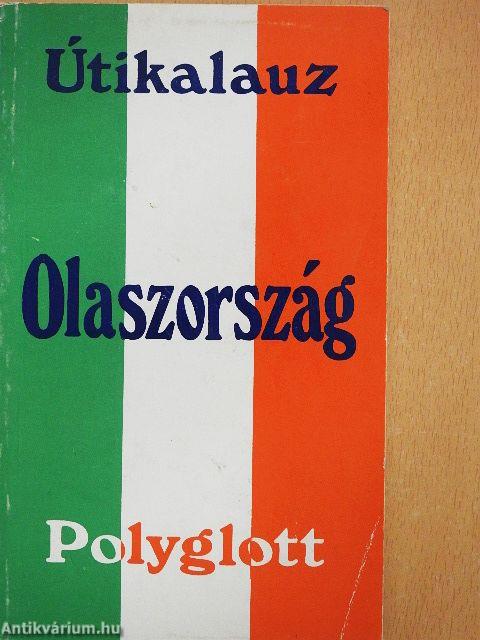 Útikalauz
Olaszország
Polyglott
Antikvárium.hu